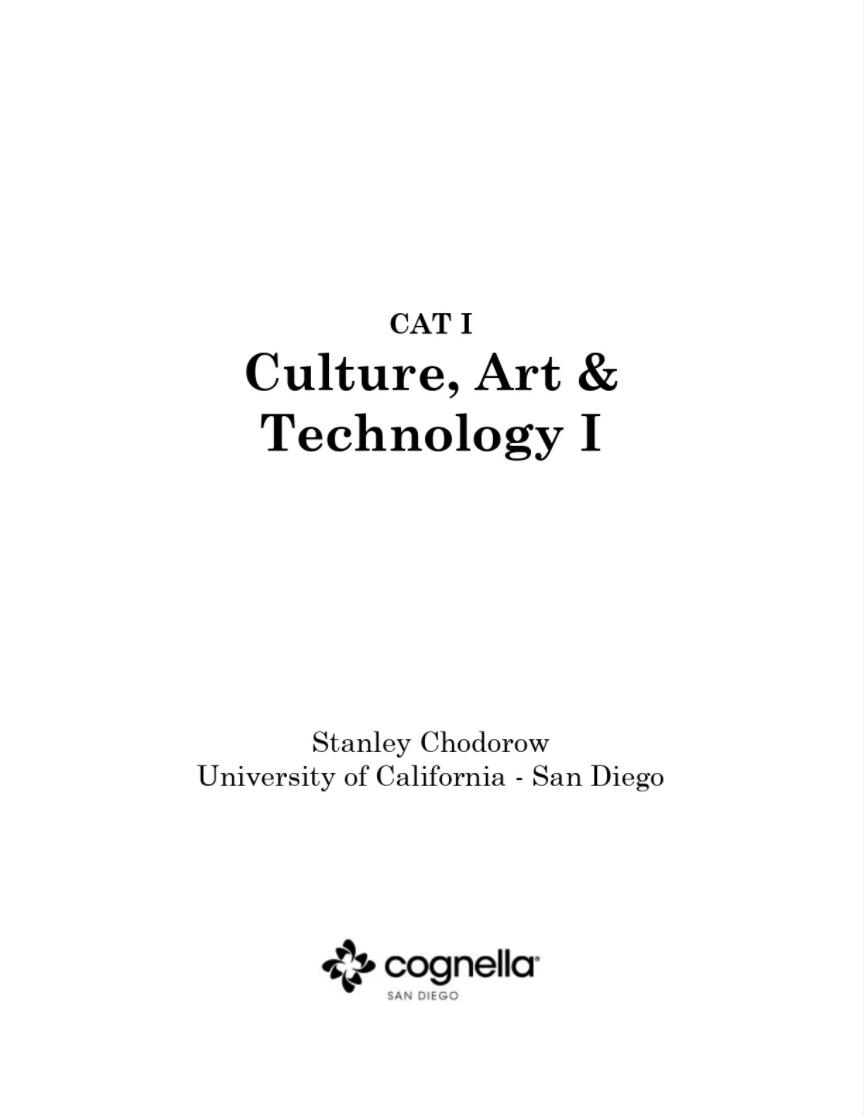 CAT I
Culture, Art &
Technology I
Stanley Chodorow
University of California - San Diego
cognella®
SAN DIEGO